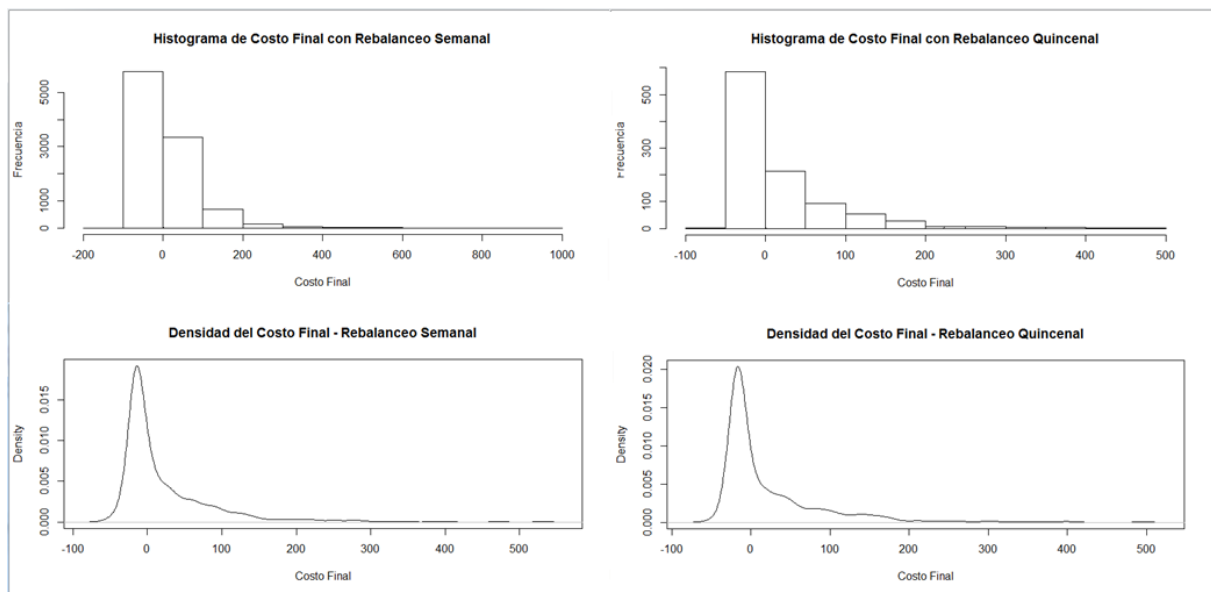 Histograma de Costo Final con Rebalanceo Semanal
Frecuencia
5000
3000
1000
0
-200 0 200 400 600 800 1000
Costo Final
Histograma de Costo Final con Rebalanceo Quincenal
Frecuencia
500
300
100
0
-100 0 100 200 300 400 500
Costo Final
Densidad del Costo Final - Rebalanceo Semanal
Density
0.015
0.010
0.005
0.000
-100 0 100 200 300 400 500
Costo Final
Densidad del Costo Final - Rebalanceo Quincenal
Density
0.020
0.015
0.010
0.005
0.000
-100 0 100 200 300 400 500
Costo Final